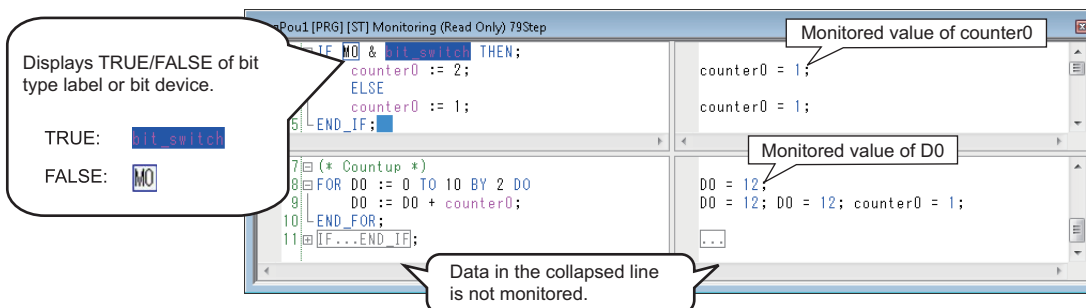 Pou1 [PRG] [ST] Monitoring (Read Only) 79Step
Displays TRUE/FALSE of bit
type label or bit device.
TRUE: bit_switch
FALSE: M0
IF M0 & bit_switch THEN;
counter0 := 2;
ELSE
counter0 := 1;
5 END_IF;
Monitored value of counter0
counter0 = 1;
counter0 = 1;
7 (* Countup *)
8 FOR D0 := 0 TO 10 BY 2 DO
9 D0 := D0 + counter0;
10 END_FOR;
11 IF...END_IF;
Monitored value of D0
D0 = 12;
D0 = 12; D0 = 12; counter0 = 1;
...
Data in the collapsed line
is not monitored.